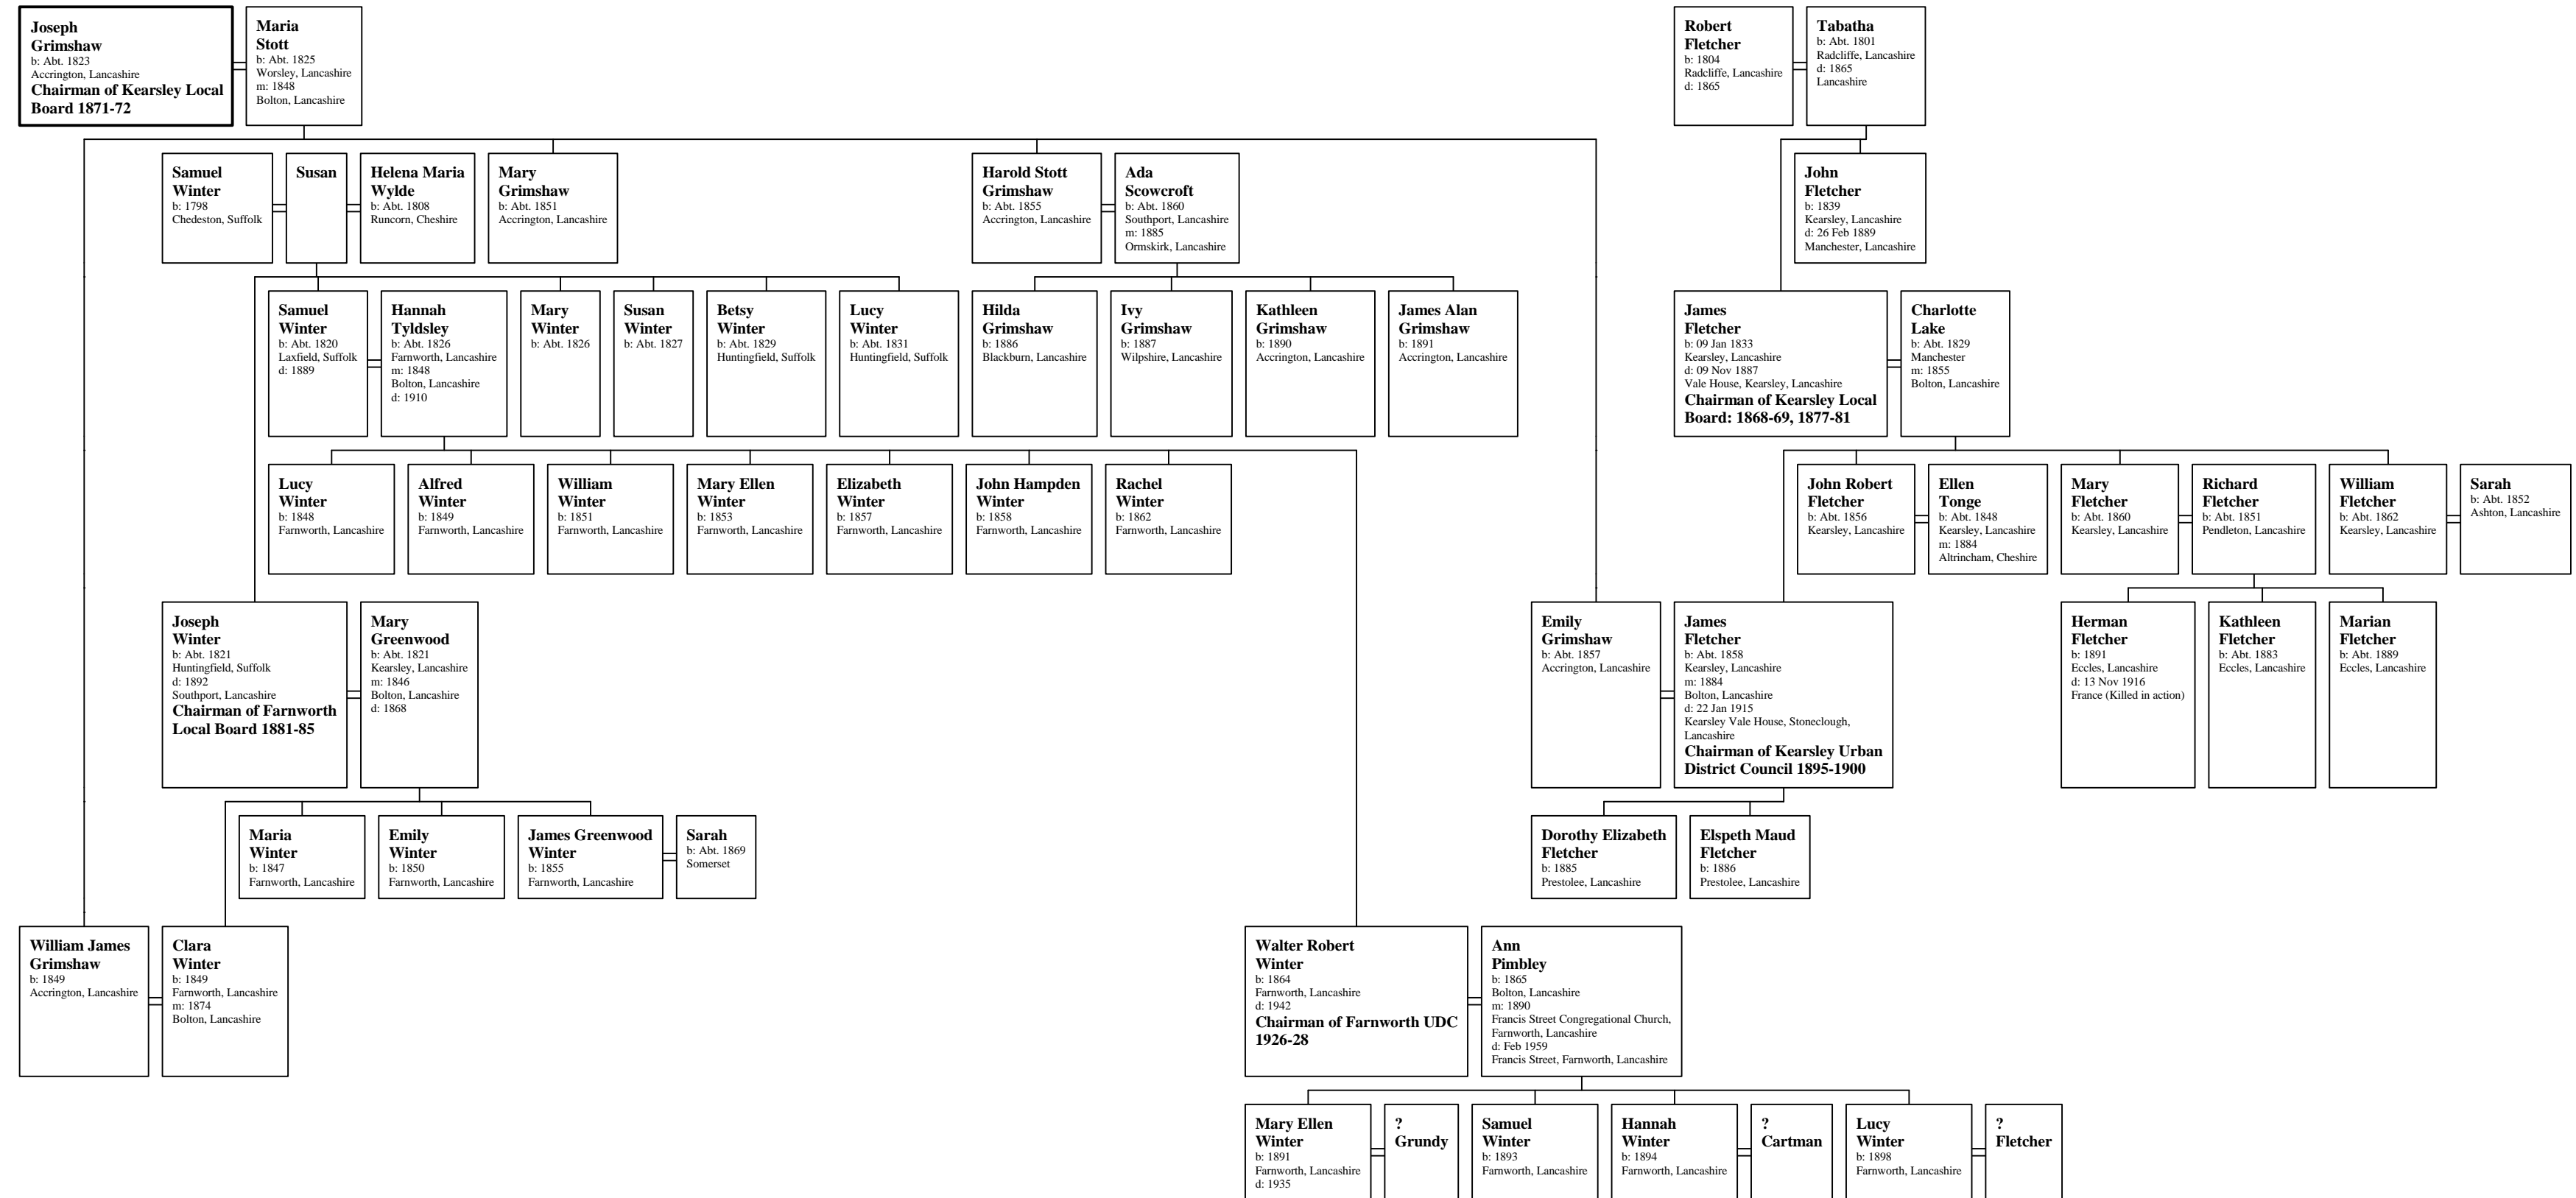 Joseph
Grimshaw
b: Abt. 1823
Accrington, Lancashire
Chairman of Kearsley Local
Board 1871-72
Maria
Stott
b: Abt. 1825
Worsley, Lancashire
m: 1848
Bolton, Lancashire
Robert
Fletcher
b: 1804
Radcliffe, Lancashire
d: 1865
Tabatha
b: Abt. 1801
Radcliffe, Lancashire
d: 1865
Lancashire
Samuel
Winter
b: 1798
Chedeston, Suffolk
Susan
Helena Maria
Wylde
b: Abt. 1808
Runcorn, Cheshire
Mary
Grimshaw
b: Abt. 1851
Accrington, Lancashire
Harold Stott
Grimshaw
b: Abt. 1855
Accrington, Lancashire
Ada
Scowcroft
b: Abt. 1860
Southport, Lancashire
m: 1885
Ormskirk, Lancashire
John
Fletcher
b: 1839
Kearsley, Lancashire
d: 26 Feb 1889
Manchester, Lancashire
Samuel
Winter
b: Abt. 1820
Laxfield, Suffolk
d: 1889
Hannah
Tyldsley
b: Abt. 1826
Farnworth, Lancashire
m: 1848
Bolton, Lancashire
d: 1910
Mary
Winter
b: Abt. 1826
Susan
Winter
b: Abt. 1827
Betsy
Winter
b: Abt. 1829
Huntingfield, Suffolk
Lucy
Winter
b: Abt. 1831
Huntingfield, Suffolk
Hilda
Grimshaw
b: 1886
Blackburn, Lancashire
Ivy
Grimshaw
b: 1887
Wilpshire, Lancashire
Kathleen
Grimshaw
b: 1890
Accrington, Lancashire
James Alan
Grimshaw
b: 1891
Accrington, Lancashire
James
Fletcher
b: 09 Jan 1833
Kearsley, Lancashire
d: 09 Nov 1887
Vale House, Kearsley, Lancashire
Chairman of Kearsley Local
Board: 1868-69, 1877-81
Charlotte
Lake
b: Abt. 1829
Manchester
m: 1855
Bolton, Lancashire
Lucy
Winter
b: 1848
Farnworth, Lancashire
Alfred
Winter
b: 1849
Farnworth, Lancashire
William
Winter
b: 1851
Farnworth, Lancashire
Mary Ellen
Winter
b: 1853
Farnworth, Lancashire
Elizabeth
Winter
b: 1857
Farnworth, Lancashire
John Hampden
Winter
b: 1858
Farnworth, Lancashire
Rachel
Winter
b: 1862
Farnworth, Lancashire
John Robert
Fletcher
b: Abt. 1856
Kearsley, Lancashire
Ellen
Tonge
b: Abt. 1848
Kearsley, Lancashire
m: 1884
Altrincham, Cheshire
Mary
Fletcher
b: Abt. 1860
Kearsley, Lancashire
Richard
Fletcher
b: Abt. 1851
Pendleton, Lancashire
William
Fletcher
b: Abt. 1862
Kearsley, Lancashire
Sarah
b: Abt. 1852
Ashton, Lancashire
Joseph
Winter
b: Abt. 1821
Huntingfield, Suffolk
d: 1892
Southport, Lancashire
Chairman of Farnworth
Local Board 1881-85
Mary
Greenwood
b: Abt. 1821
Kearsley, Lancashire
m: 1846
Bolton, Lancashire
d: 1868
Emily
Grimshaw
b: Abt. 1857
Accrington, Lancashire
James
Fletcher
b: Abt. 1858
Kearsley, Lancashire
m: 1884
Bolton, Lancashire
d: 22 Jan 1915
Kearsley Vale House, Stoneclough,
Lancashire
Chairman of Kearsley Urban
District Council 1895-1900
Herman
Fletcher
b: 1891
Eccles, Lancashire
d: 13 Nov 1916
France (Killed in action)
Kathleen
Fletcher
b: Abt. 1883
Eccles, Lancashire
Marian
Fletcher
b: Abt. 1889
Eccles, Lancashire
Maria
Winter
b: 1847
Farnworth, Lancashire
Emily
Winter
b: 1850
Farnworth, Lancashire
James Greenwood
Winter
b: 1855
Farnworth, Lancashire
Sarah
b: Abt. 1869
Somerset
Dorothy Elizabeth
Fletcher
b: 1885
Prestolee, Lancashire
Elspeth Maud
Fletcher
b: 1886
Prestolee, Lancashire
William James
Grimshaw
b: 1849
Accrington, Lancashire
Clara
Winter
b: 1849
Farnworth, Lancashire
m: 1874
Bolton, Lancashire
Walter Robert
Winter
b: 1864
Farnworth, Lancashire
d: 1942
Chairman of Farnworth UDC
1926-28
Ann
Pimbley
b: 1865
Bolton, Lancashire
m: 1890
Francis Street Congregational Church,
Farnworth, Lancashire
d: Feb 1959
Francis Street, Farnworth, Lancashire
Mary Ellen
Winter
b: 1891
Farnworth, Lancashire
d: 1935
?
Grundy
Samuel
Winter
b: 1893
Farnworth, Lancashire
Hannah
Winter
b: 1894
Farnworth, Lancashire
?
Cartman
Lucy
Winter
b: 1898
Farnworth, Lancashire
?
Fletcher